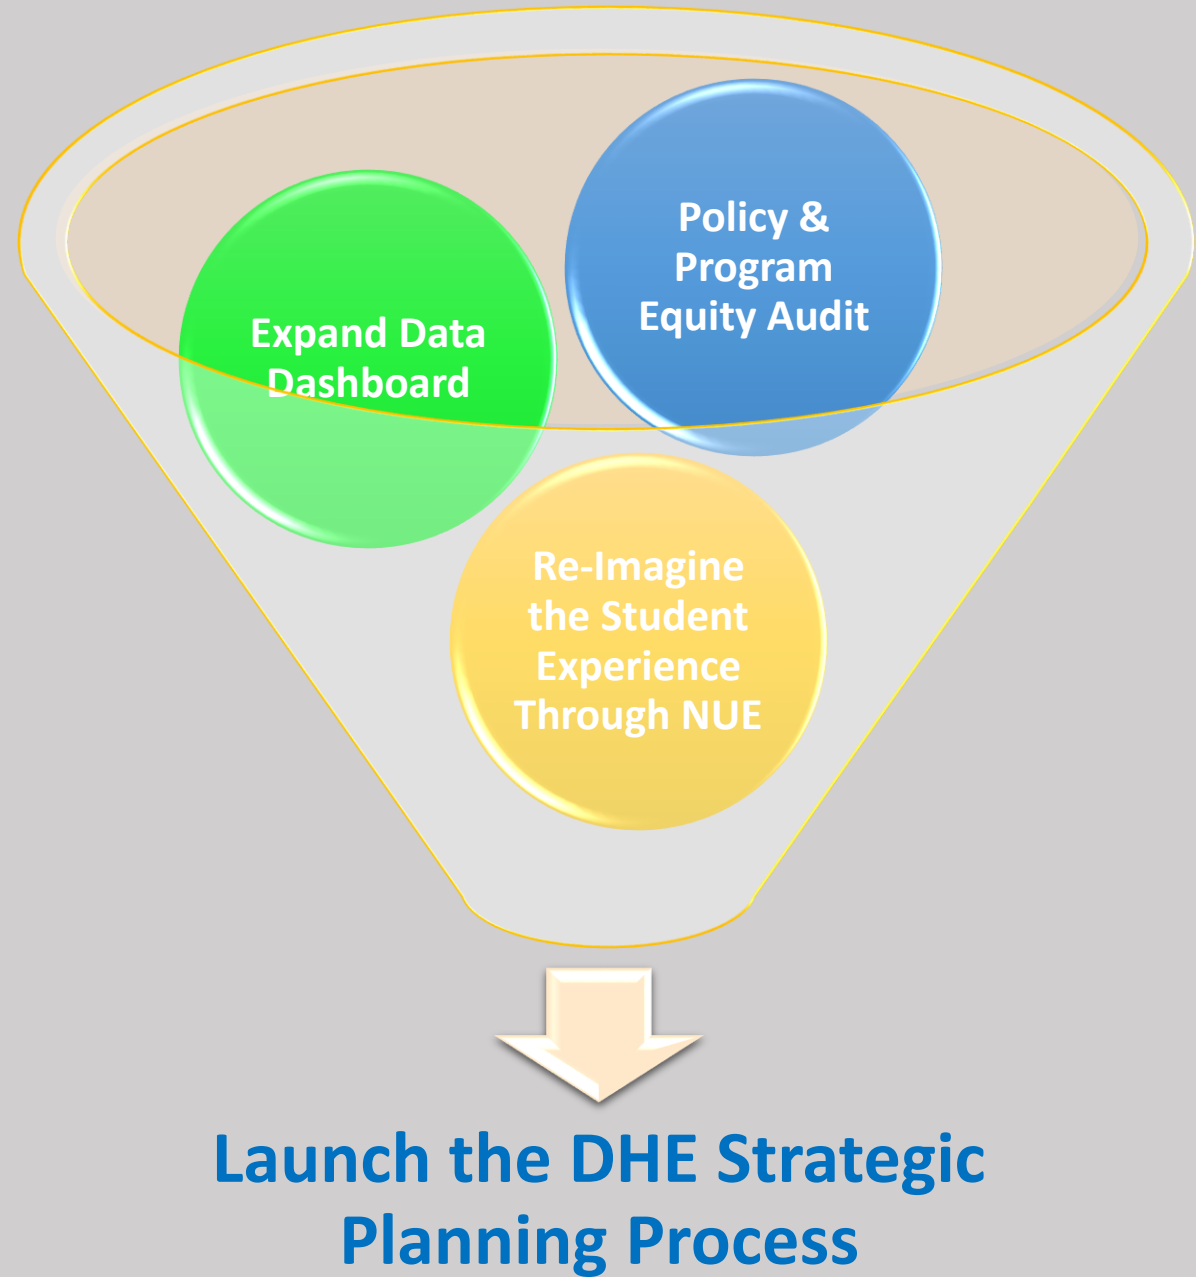 Policy &
Program
Equity Audit
Expand Data
Dashboard
Re-Imagine
the Student
Experience
Through NUE
Launch the DHE Strategic
Planning Process